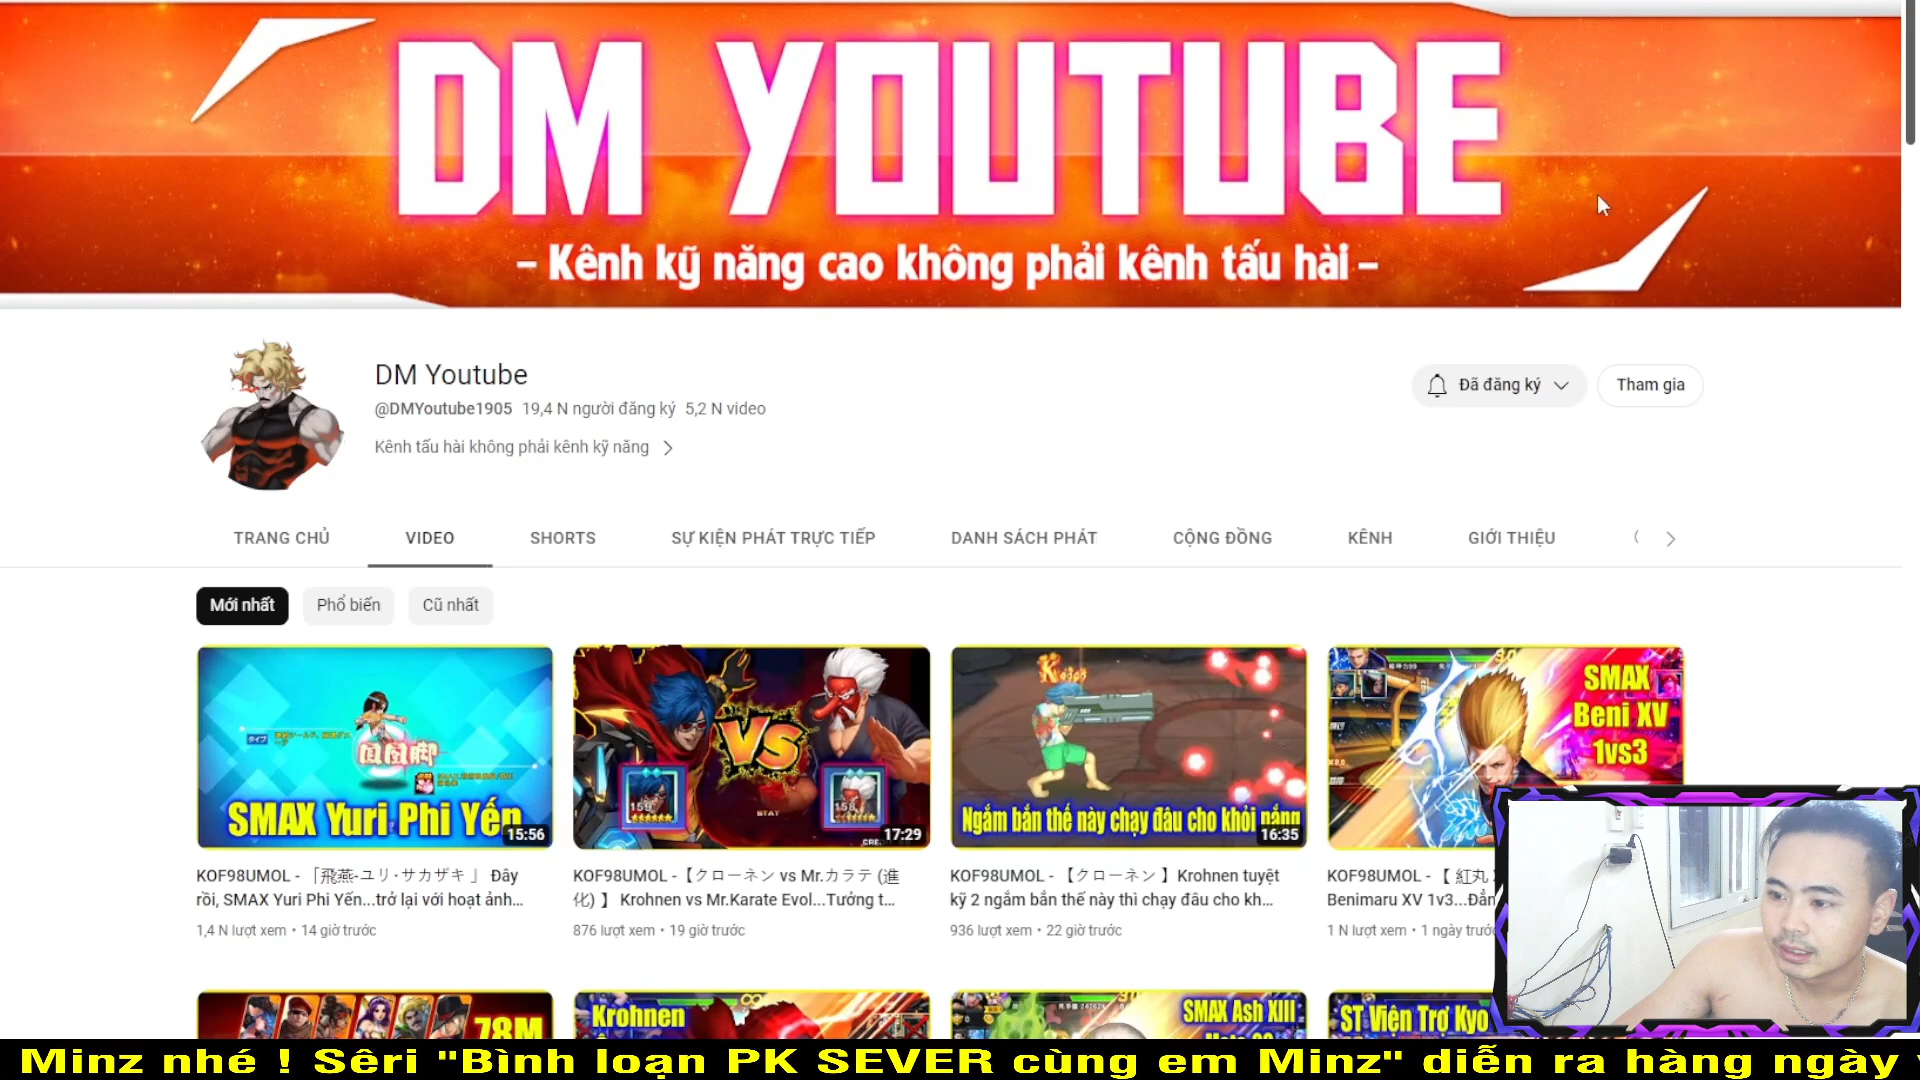 DM YOUTUBE
– Kênh kỹ năng cao không phải kênh tấu hài –
DM Youtube
@DMYoutube1905 19,4 N người đăng ký 5,2 N video
Kênh tấu hài không phải kênh kỹ năng
Đã đăng ký
Tham gia
TRANG CHỦ VIDEO SHORTS SỰ KIỆN PHÁT TRỰC TIẾP DANH SÁCH PHÁT CỘNG ĐỒNG KÊNH GIỚI THIỆU
Mới nhất Phổ biến Cũ nhất
鳳凰脚
SMAX Yuri Phi Yến
15:56
KOF98UMOL - 「飛燕-ユリ·サカザキ 」 Đây
rồi, SMAX Yuri Phi Yến...trở lại với hoạt ảnh...
1,4 N lượt xem • 14 giờ trước
VS
159
158
START
17:29
KOF98UMOL -【クローネン vs Mr.カラテ (進
化) 】 Krohnen vs Mr.Karate Evol...Tưởng t...
876 lượt xem • 19 giờ trước
Ngắm bắn thế này chạy đâu cho khỏi nắng
16:35
KOF98UMOL - 【クローネン 】Krohnen tuyệt
kỹ 2 ngắm bắn thế này thì chạy đâu cho kh...
936 lượt xem • 22 giờ trước
SMAX
Beni XV
1vs3
KOF98UMOL - 【 紅丸
Benimaru XV 1v3...Đẳn
1 N lượt xem • 1 ngày trước
78M
Krohnen
SMAX Ash XIII
ST Viện Trợ Kyo
Minz nhé ! Sêri "Bình loạn PK SEVER cùng em Minz" diễn ra hàng ngày